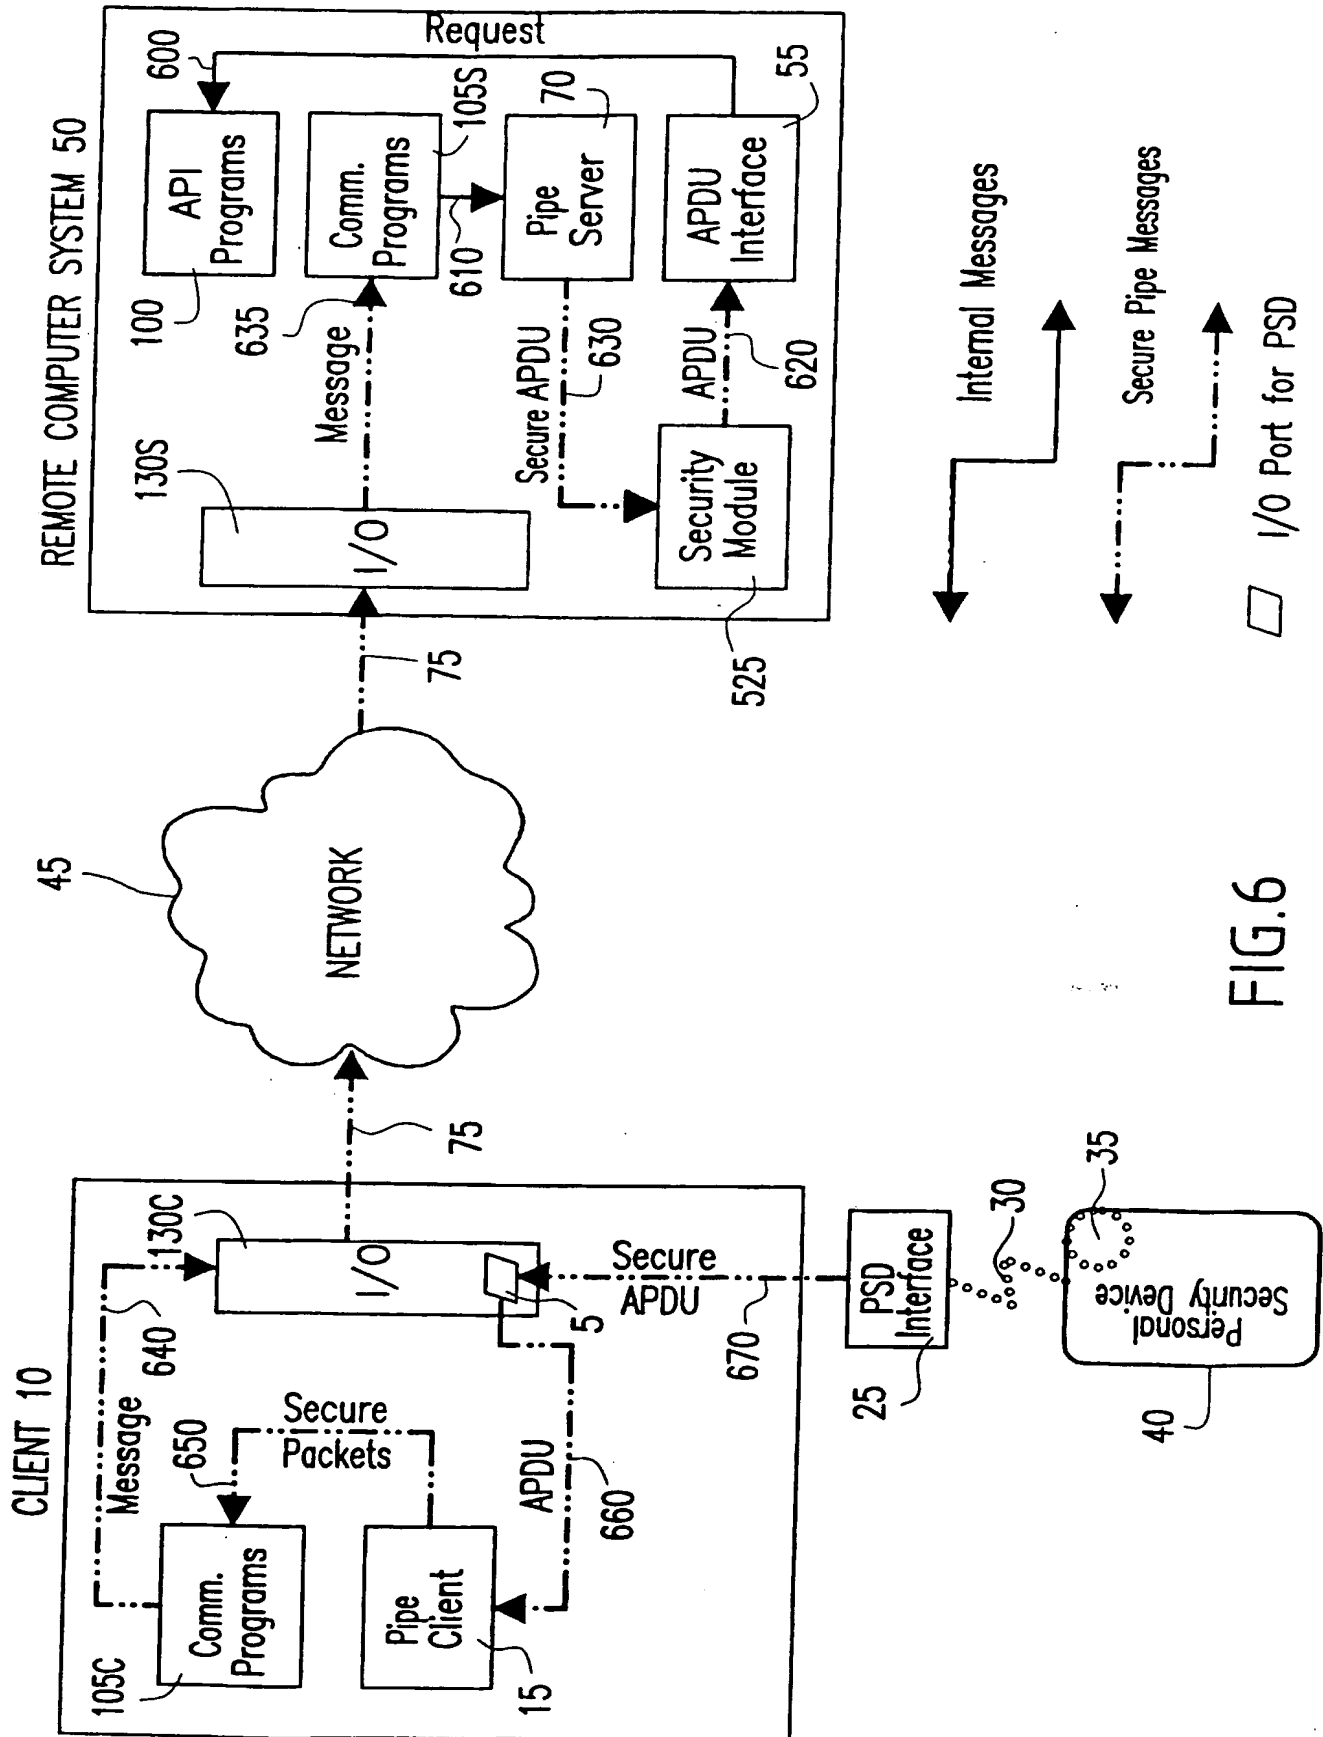 REMOTE COMPUTER SYSTEM 50
130S
I/O
100
API
Programs
600
Request
635
Message
Comm.
Programs
105S
610
Pipe
Server
70
Secure APDU
630
Security
Module
525
APDU
620
APDU
Interface
55
75
45
NETWORK
75
CLIENT 10
130C
I/O
5
640
Message
105C
Comm.
Programs
650
Secure
Packets
Pipe
Client
15
APDU
660
Secure
APDU
670
PSD
Interface
25
30
35
Personal
Security Device
40
Internal Messages
Secure Pipe Messages
I/O Port for PSD
FIG.6